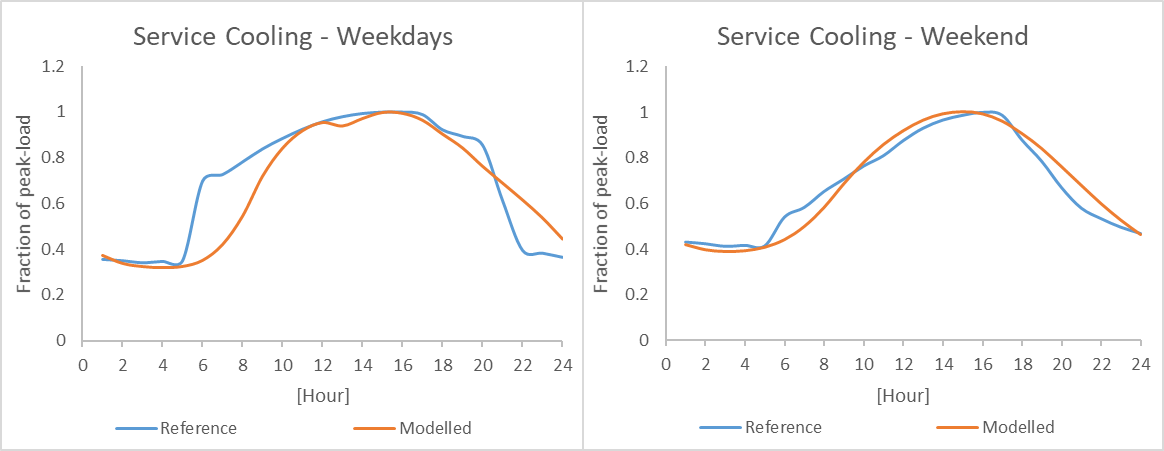 Service Cooling - Weekdays
Fraction of peak-load
1.2
1
0.8
0.6
0.4
0.2
0
0 2 4 6 8 10 12 14 16 18 20 22 24
[Hour]
Reference Modelled
Service Cooling - Weekend
Fraction of peak-load
1.2
1
0.8
0.6
0.4
0.2
0
0 2 4 6 8 10 12 14 16 18 20 22 24
[Hour]
Reference Modelled